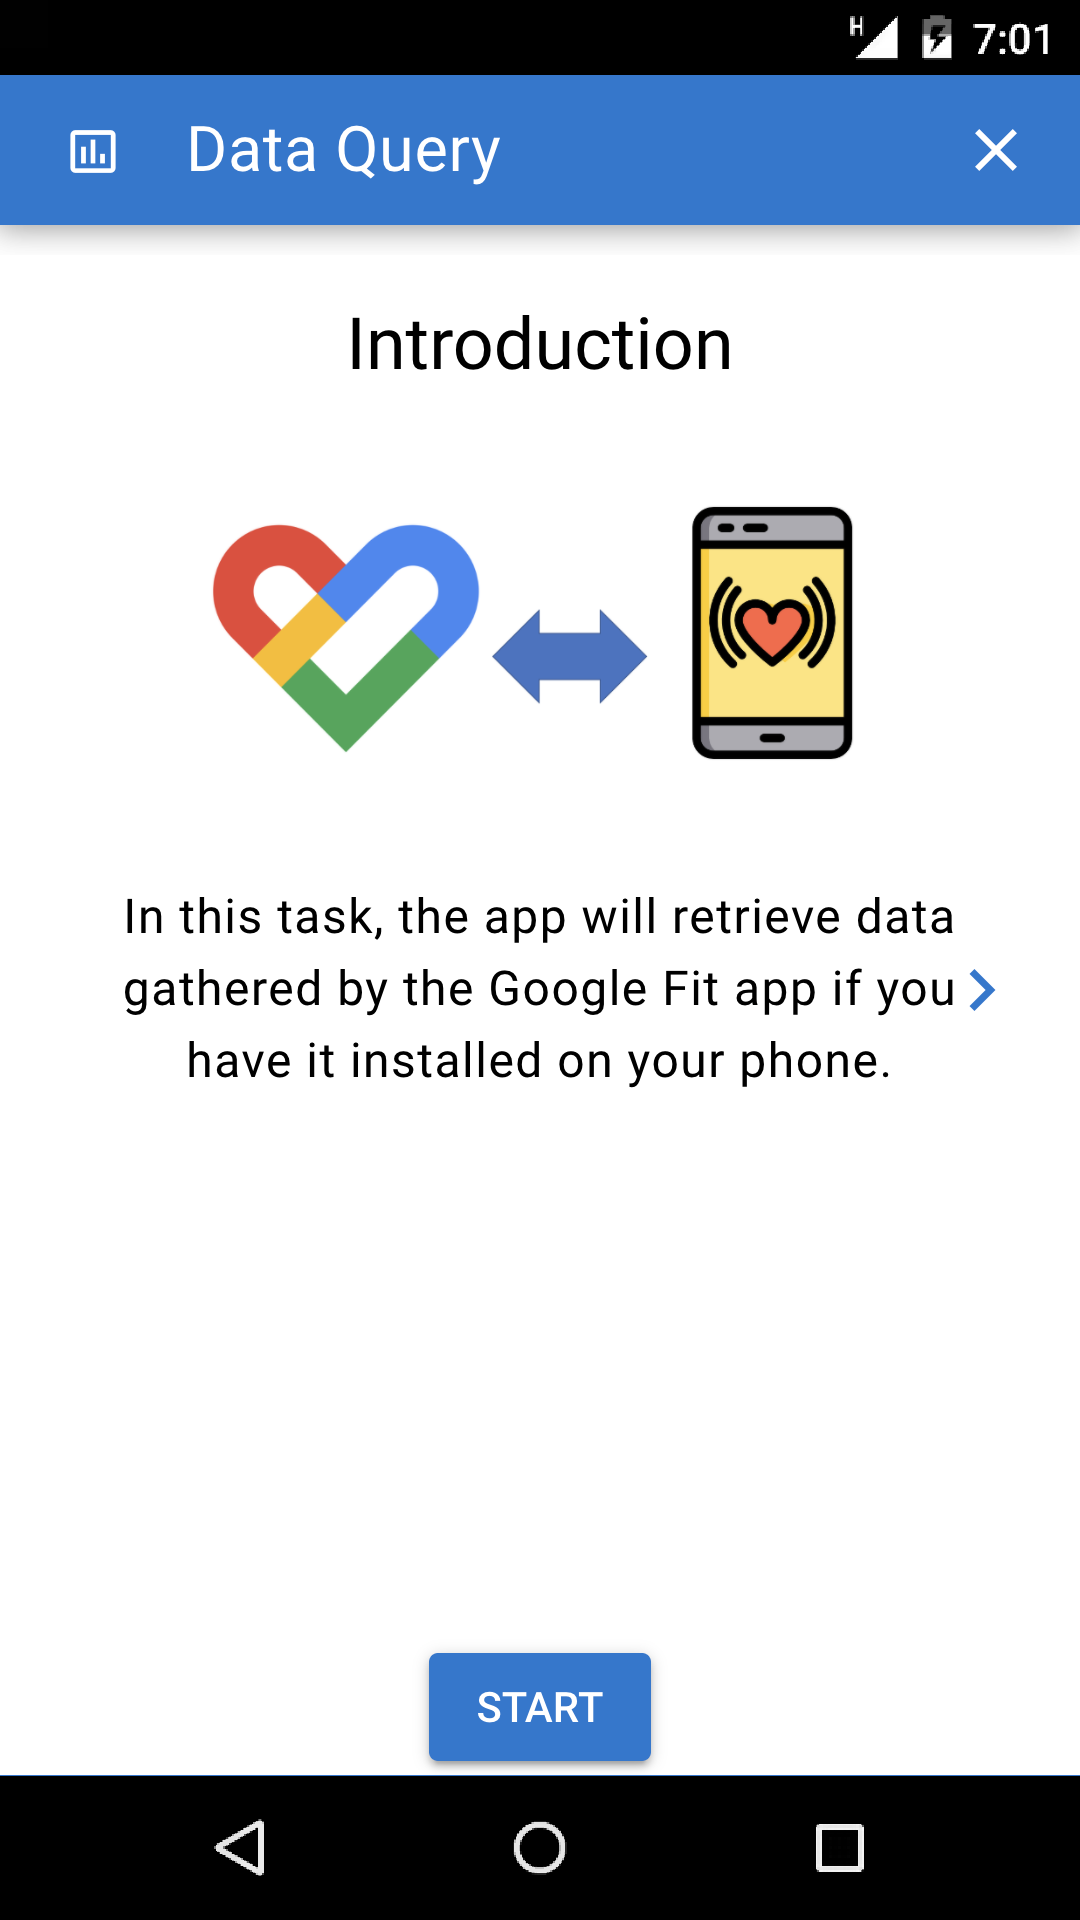 H 7:01
Data Query
Introduction
In this task, the app will retrieve data
gathered by the Google Fit app if you
have it installed on your phone.
START